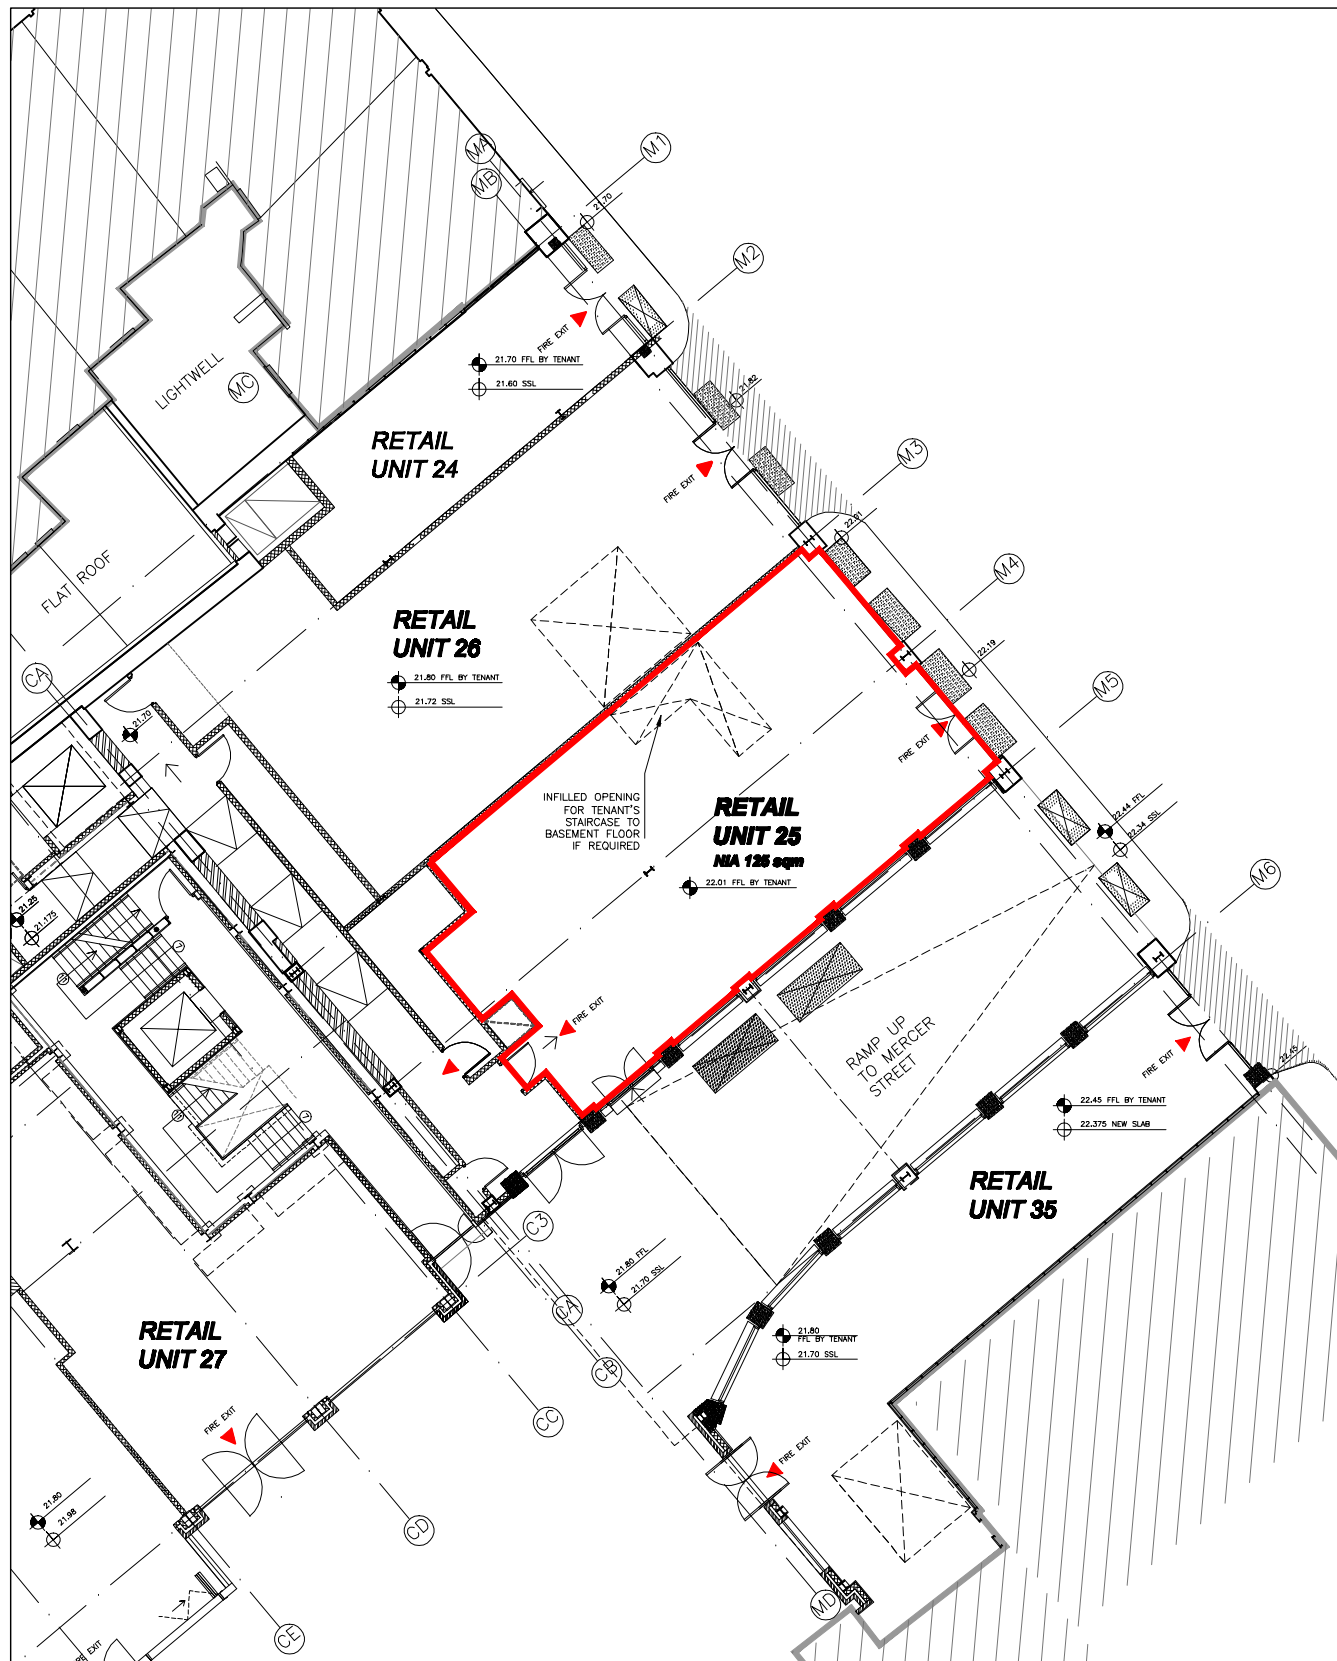 MA
M1
MB
21.70
M2
FIRE EXIT
21.70 FFL BY TENANT
21.60 SSL
LIGHTWELL
MC
21.82
RETAIL
UNIT 24
M3
FIRE EXIT
22.01
FLAT ROOF
M4
RETAIL
UNIT 26
21.80 FFL BY TENANT
21.72 SSL
22.19
CA
M5
21.70
FIRE EXIT
INFILLED OPENING
FOR TENANT'S
STAIRCASE TO
BASEMENT FLOOR
IF REQUIRED
RETAIL
UNIT 25
NIA 125 sqm
22.01 FFL BY TENANT
22.44 FFL
22.34 SSL
M6
21.25
21.175
FIRE EXIT
RAMP UP
TO MERCER
STREET
FIRE EXIT
22.45
22.45 FFL BY TENANT
22.375 NEW SLAB
RETAIL
UNIT 35
C3
21.80 FFL
21.70 SSL
CA
RETAIL
UNIT 27
21.80
FFL BY TENANT
21.70 SSL
CB
CC
FIRE EXIT
FIRE EXIT
21.80
21.98
CD
MD
CE
EXIT